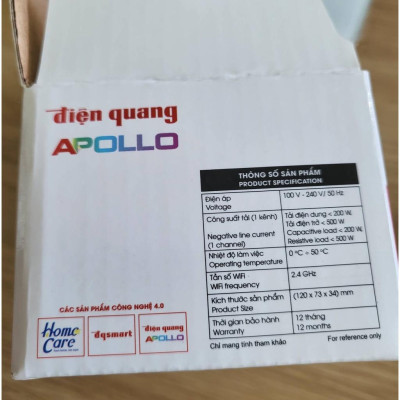 điện quang
APOLLO
THÔNG SỐ SẢN PHẨM
PRODUCT SPECIFICATION
Điện áp
Voltage
100 V - 240 V/ 50 Hz
Công suất tải (1 kênh)
Negative line current
(1 channel)
Tải điện dung < 200 W,
Tải điện trở < 500 W
Capacitive load < 200 W,
Resistive load < 500 W
Nhiệt độ làm việc
Operating temperature
0 °C ÷ 50 °C
Tần số WiFi
WiFi frequency
2.4 GHz
Kích thước sản phẩm
Product Size
(120 x 73 x 34) mm
Thời gian bảo hành
Warranty
12 tháng
12 months
Chỉ mang tính tham khảo
For reference only
CÁC SẢN PHẨM CÔNG NGHỆ 4.0
Home
Care
đqsmart
điện quang
APOLLO